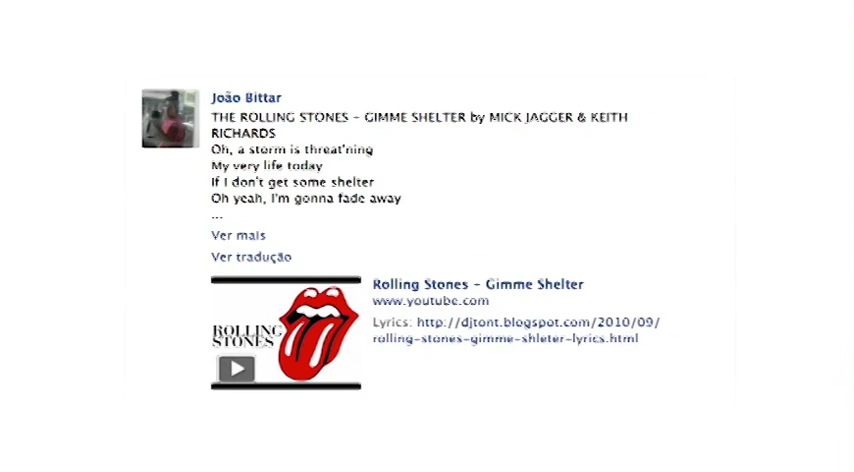 João Bittar
THE ROLLING STONES - GIMME SHELTER by MICK JAGGER & KEITH
RICHARDS
Oh, a storm is threat'ning
My very life today
If I don't get some shelter
Oh yeah, I'm gonna fade away
...
Ver mais
Ver tradução
Rolling Stones - Gimme Shelter
www.youtube.com
Lyrics: http://djtont.blogspot.com/2010/09/
rolling-stones-gimme-shleter-lyrics.html
ROLLING
STONES